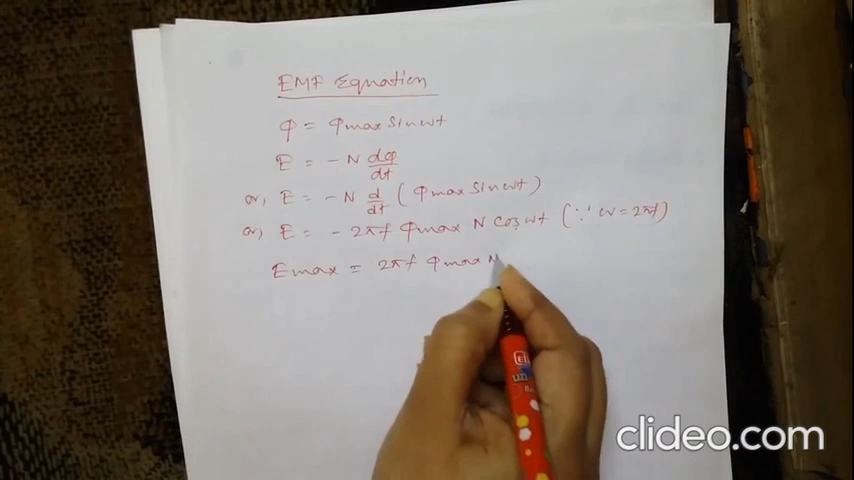 EMF Equation
φ = φmax Sin wt
E = -N dφ/dt
or, E = -N d/dt (φmax Sin wt)
or, E = - 2πf φmax N Cos wt (∵ w = 2πf)
Emax = 2πf φmax N
clideo.com